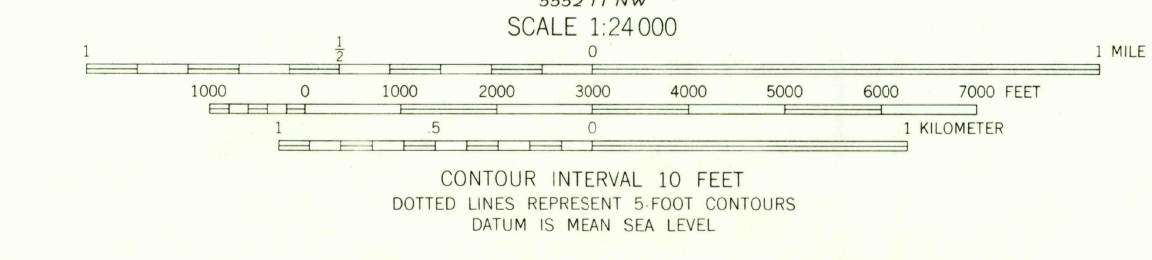 SCALE 1:24 000
1 1/2 0 1 MILE
1000 0 1000 2000 3000 4000 5000 6000 7000 FEET
1 .5 0 1 KILOMETER
CONTOUR INTERVAL 10 FEET
DOTTED LINES REPRESENT 5-FOOT CONTOURS
DATUM IS MEAN SEA LEVEL